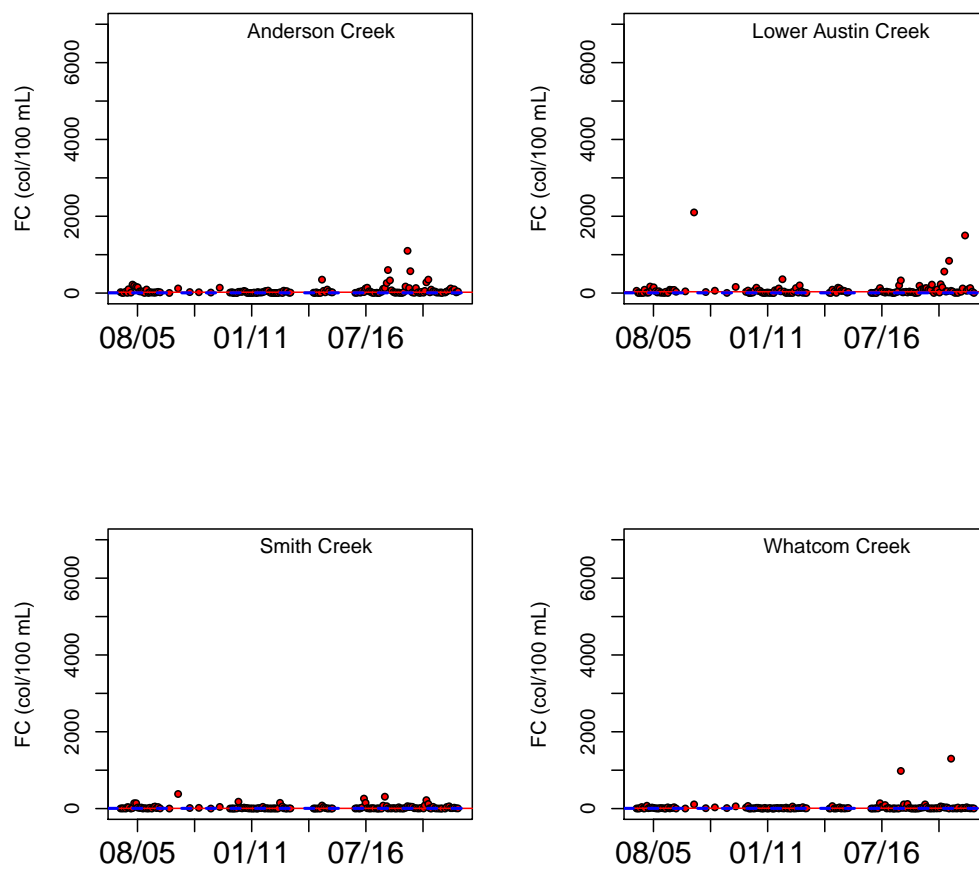 Anderson Creek
FC (col/100 mL)
6000
4000
2000
0
08/05 01/11 07/16
Lower Austin Creek
FC (col/100 mL)
6000
4000
2000
0
08/05 01/11 07/16
Smith Creek
FC (col/100 mL)
6000
4000
2000
0
08/05 01/11 07/16
Whatcom Creek
FC (col/100 mL)
6000
4000
2000
0
08/05 01/11 07/16